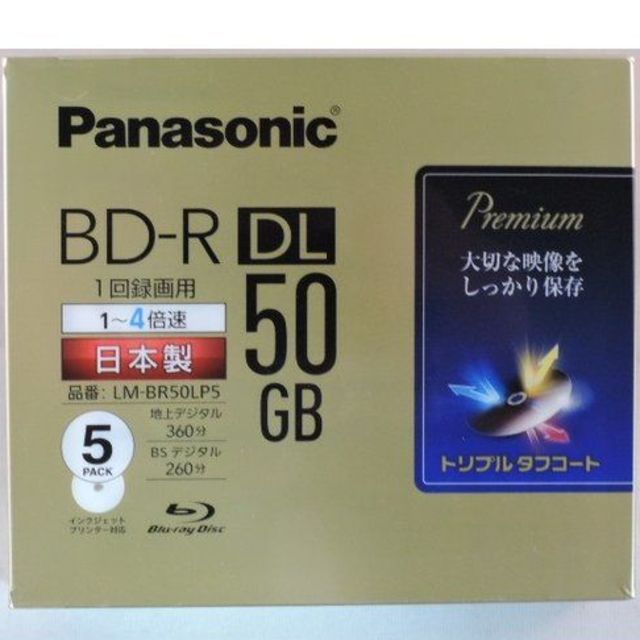 Panasonic®
BD-R DL
1回録画用
1～4倍速
50
GB
日本製
品番: LM-BR50LP5
5
PACK
地上デジタル
360分
BSデジタル
260分
インクジェット
プリンター対応
Blu-ray Disc
Premium
大切な映像を
しっかり保存
トリプルタフコート